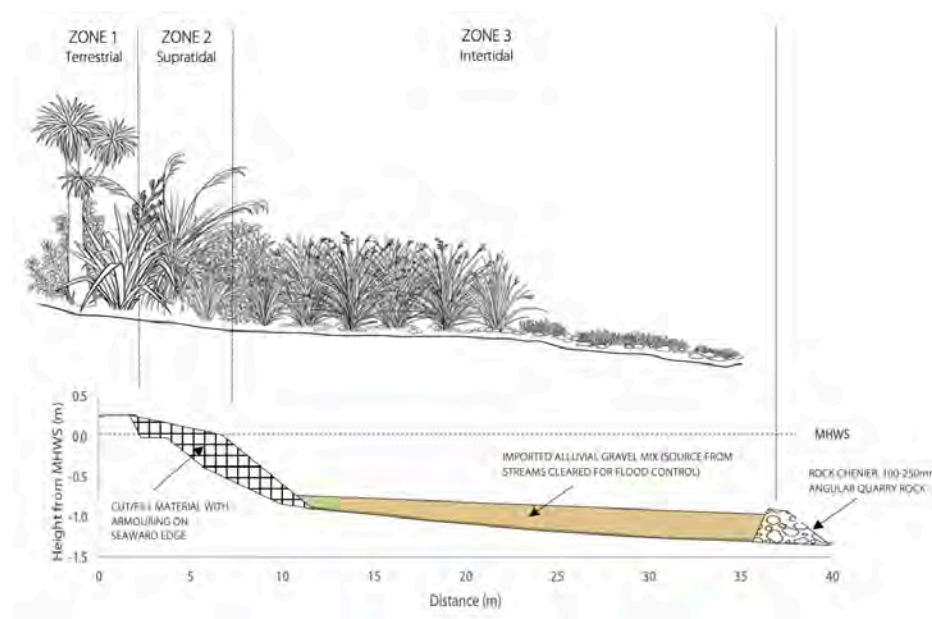 ZONE 1
Terrestrial
ZONE 2
Supratidal
ZONE 3
Intertidal
0.5
0.0
-0.5
-1.0
-1.5
Height from MHWS (m)
MHWS
IMPORTED ALLUVIAL GRAVEL MIX (SOURCE FROM
STREAMS CLEARED FOR FLOOD CONTROL)
ROCK CHENIER, 100-250mm
ANGULAR QUARRY ROCK
CUT/FILL MATERIAL WITH
ARMOURING ON
SEAWARD EDGE
0 5 10 15 20 25 30 35 40
Distance (m)